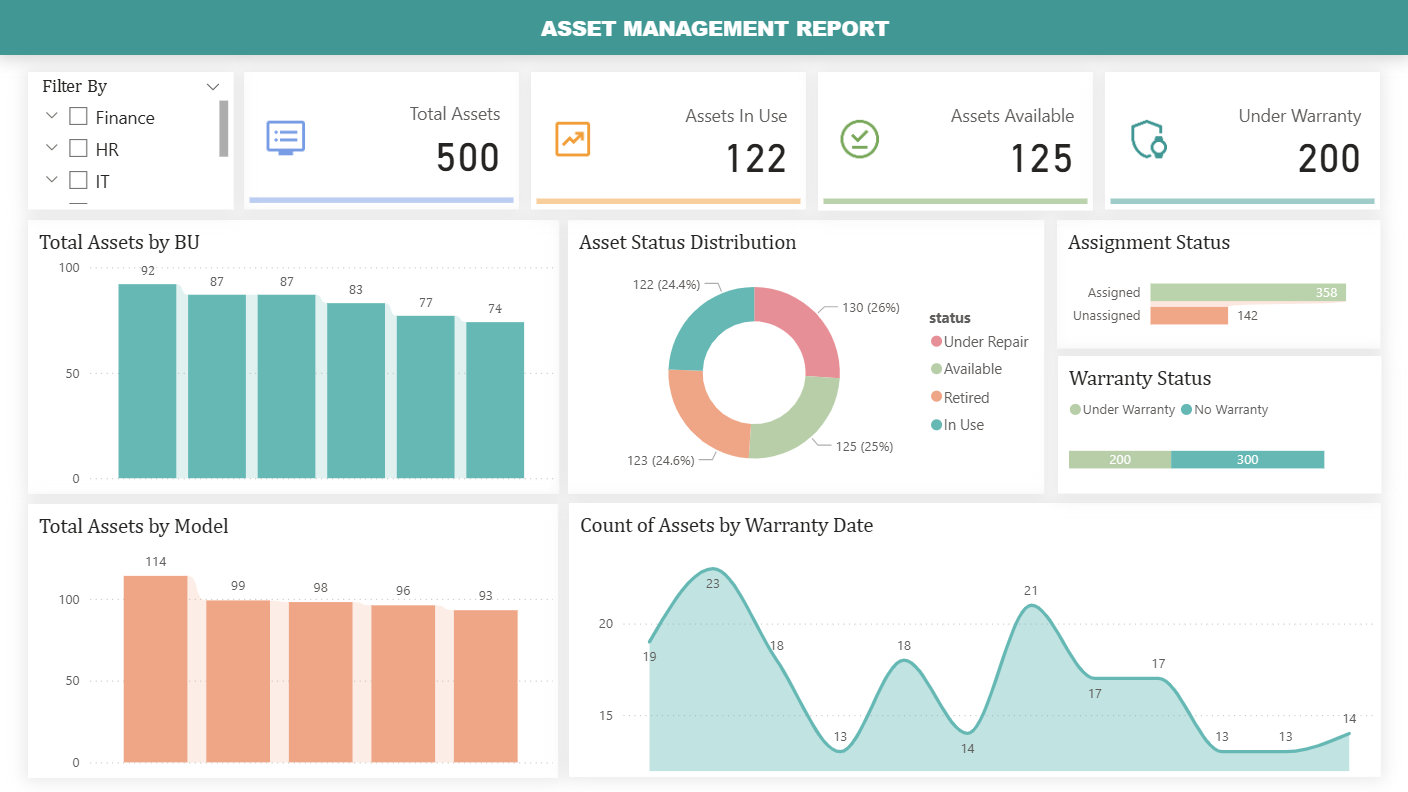 ASSET MANAGEMENT REPORT
Filter By
Finance
HR
IT
Total Assets
500
Assets In Use
122
Assets Available
125
Under Warranty
200
Total Assets by BU
100
50
0
92
87
87
83
77
74
Asset Status Distribution
122 (24.4%)
130 (26%)
123 (24.6%)
125 (25%)
status
Under Repair
Available
Retired
In Use
Assignment Status
Assigned
358
Unassigned
142
Warranty Status
Under Warranty
No Warranty
200
300
Total Assets by Model
100
50
0
114
99
98
96
93
Count of Assets by Warranty Date
20
15
19
23
18
13
18
14
21
17
17
13
13
14